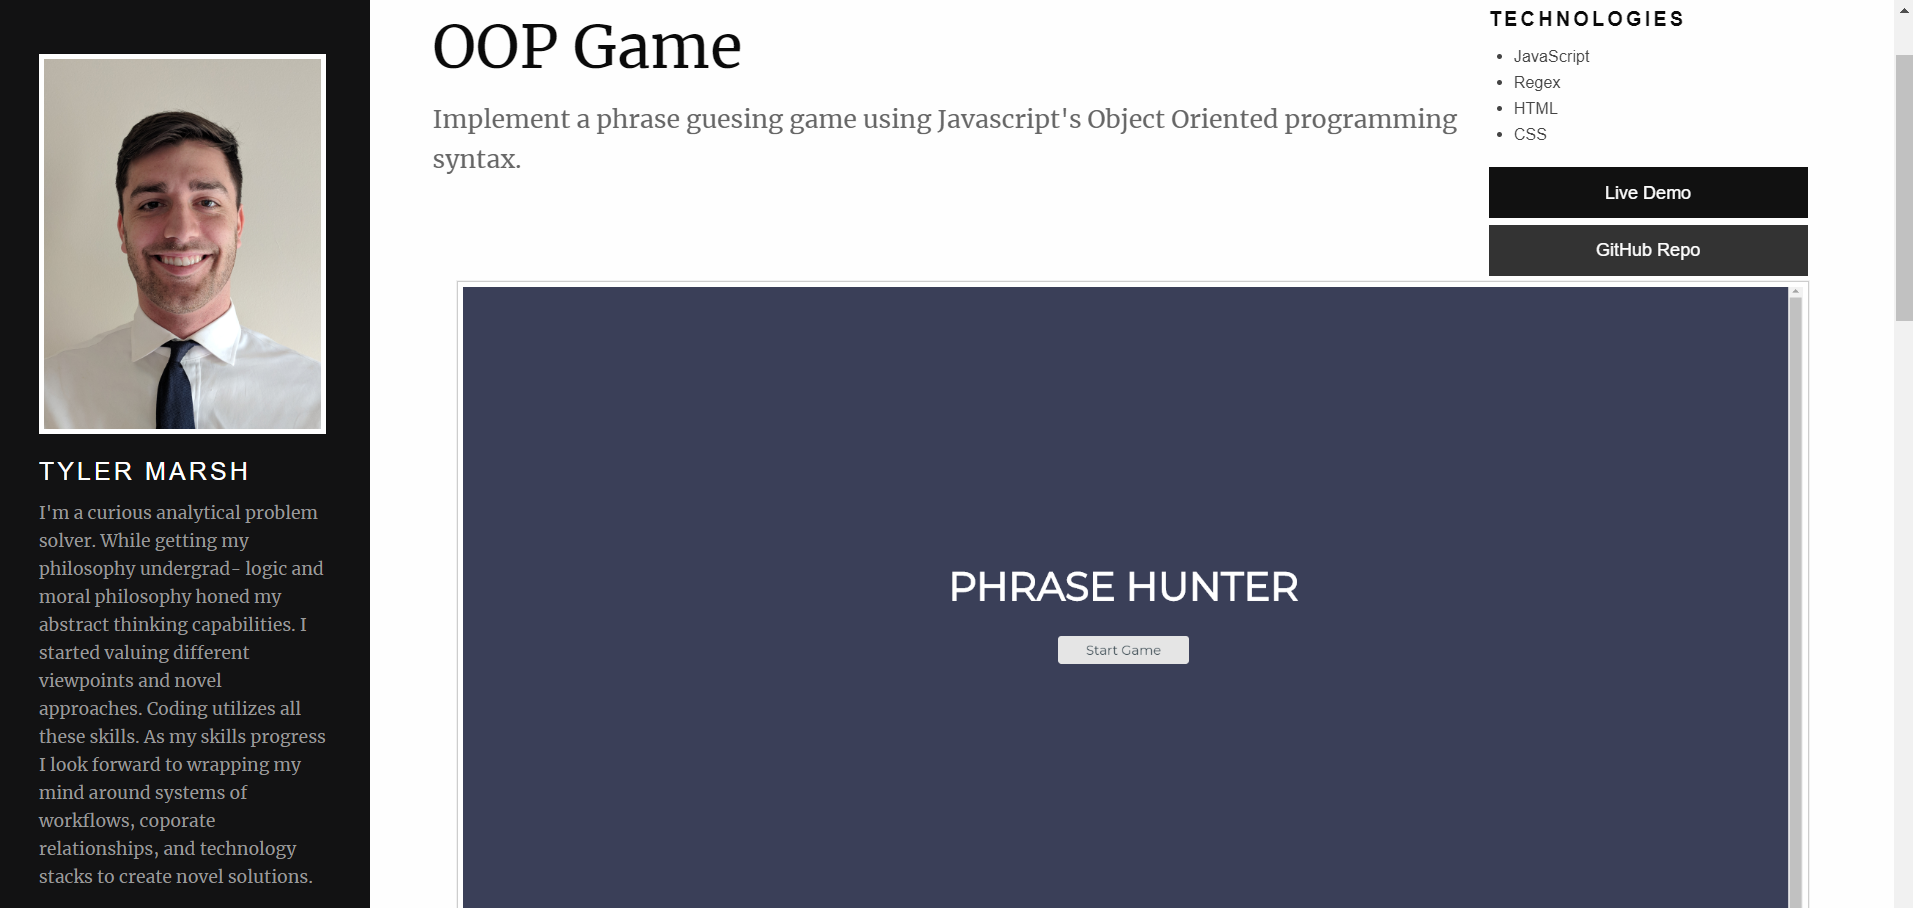 TYLER MARSH
I'm a curious analytical problem
solver. While getting my
philosophy undergrad- logic and
moral philosophy honed my
abstract thinking capabilities. I
started valuing different
viewpoints and novel
approaches. Coding utilizes all
these skills. As my skills progress
I look forward to wrapping my
mind around systems of
workflows, coporate
relationships, and technology
stacks to create novel solutions.
OOP Game
Implement a phrase guesing game using Javascript's Object Oriented programming
syntax.
TECHNOLOGIES
JavaScript
Regex
HTML
CSS
Live Demo
GitHub Repo
PHRASE HUNTER
Start Game